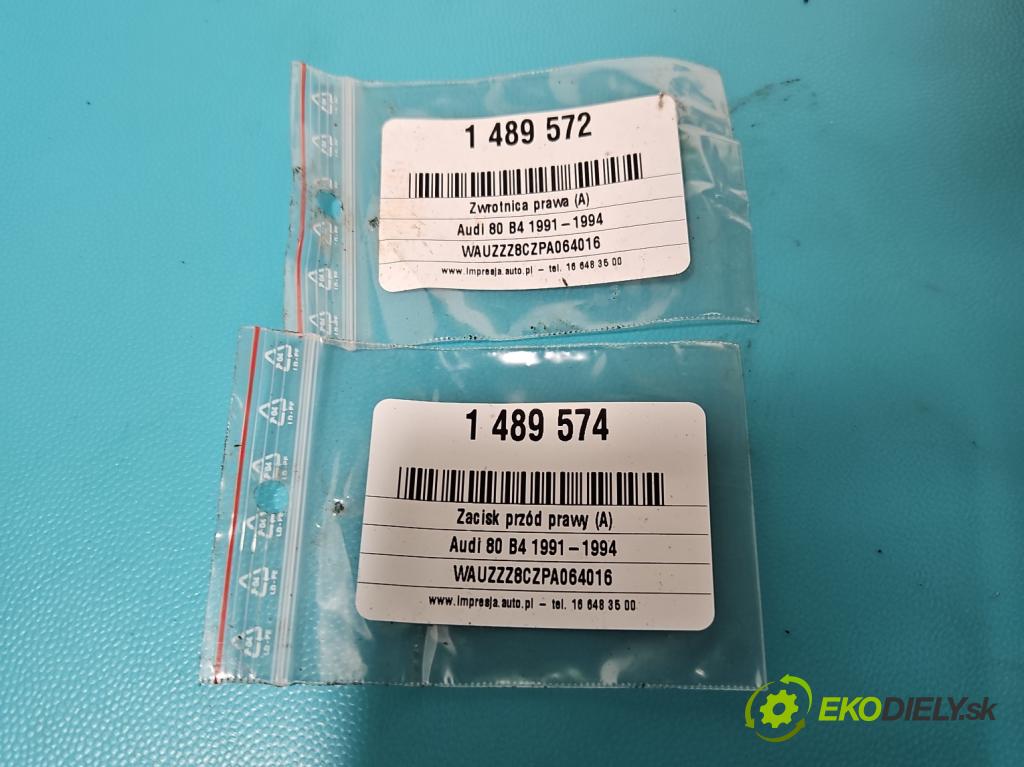 1 489 572
Zwrotnica prawa (A)
Audi 80 B4 1991-1994
WAUZZZ8CZPA064016
www.impresja.auto.pl - tel. 16 648 35 00
1 489 574
Zacisk przód prawy (A)
Audi 80 B4 1991-1994
WAUZZZ8CZPA064016
www.impresja.auto.pl - tel. 16 648 35 00
EKODIELY.sk